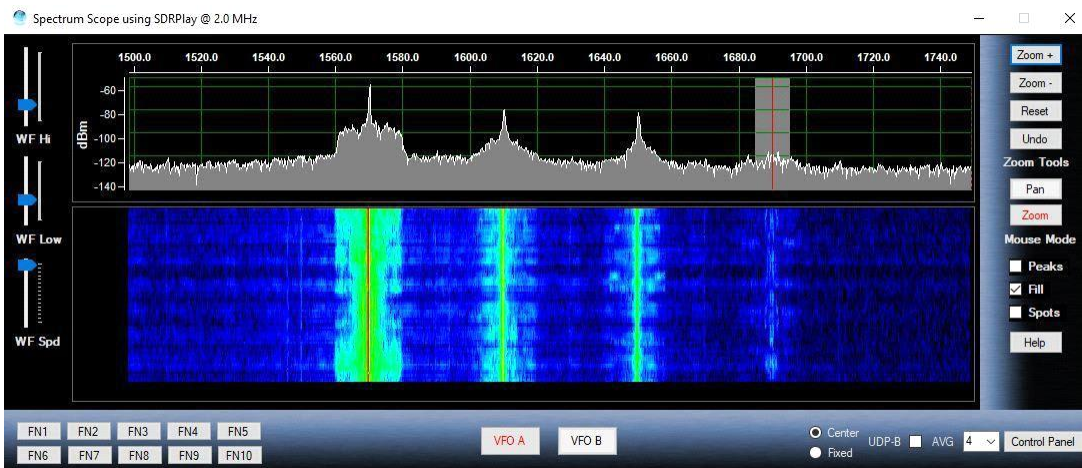 Spectrum Scope using SDRPlay @ 2.0 MHz
1500.0 1520.0 1540.0 1560.0 1580.0 1600.0 1620.0 1640.0 1660.0 1680.0 1700.0 1720.0 1740.0
dBm
-60
-80
-100
-120
-140
WF Hi
WF Low
WF Spd
Zoom +
Zoom -
Reset
Undo
Zoom Tools
Pan
Zoom
Mouse Mode
Peaks
Fill
Spots
Help
FN1 FN2 FN3 FN4 FN5
FN6 FN7 FN8 FN9 FN10
VFO A VFO B
Center
Fixed
UDP-B AVG 4 Control Panel